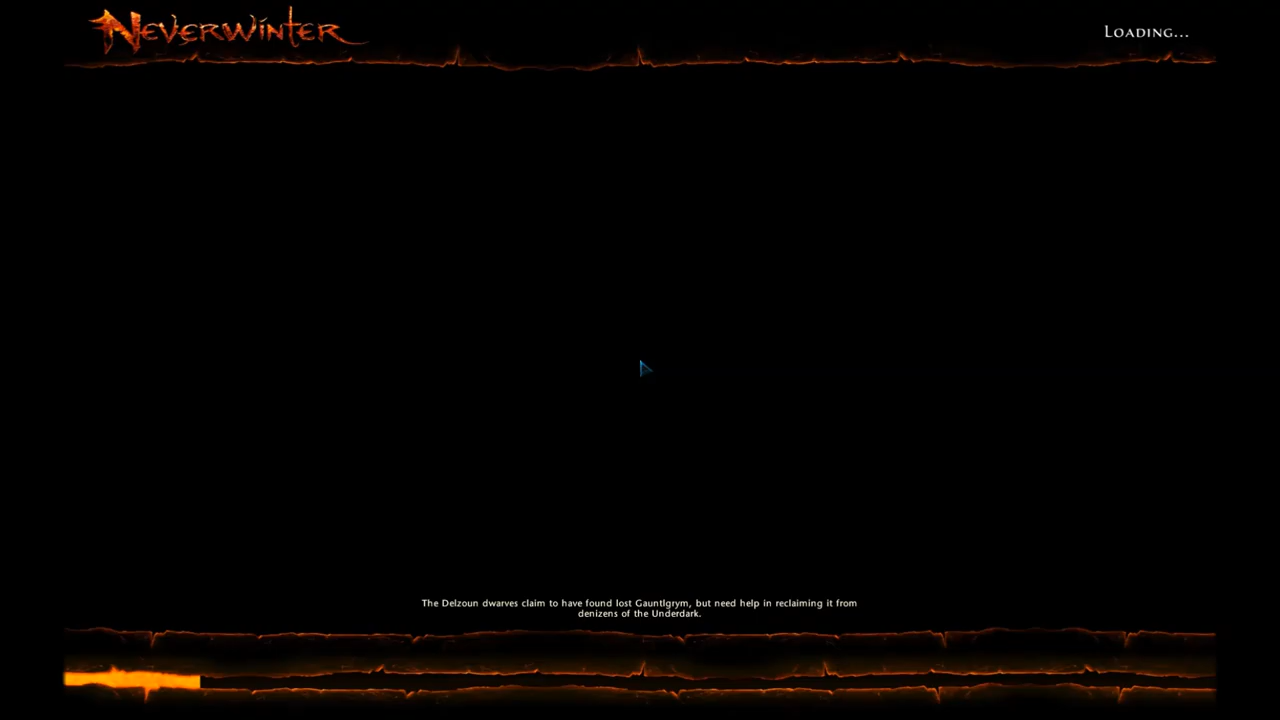 Neverwinter
Loading...
The Delzoun dwarves claim to have found lost Gauntlgrym, but need help in reclaiming it from
denizens of the Underdark.